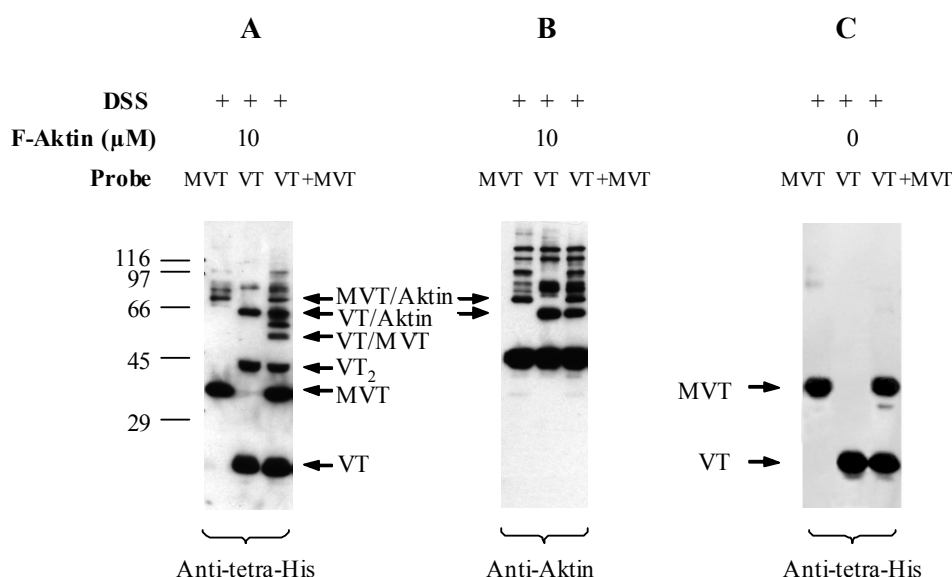 A B C
DSS + + + + + + + + +
F-Aktin (µM) 10 10 0
Probe MVT VT VT+MVT MVT VT VT+MVT MVT VT VT+MVT
116
97
66
45
29
MVT/Aktin
VT/Aktin
VT/MVT
VT₂
MVT
VT
MVT
VT
Anti-tetra-His Anti-Aktin Anti-tetra-His